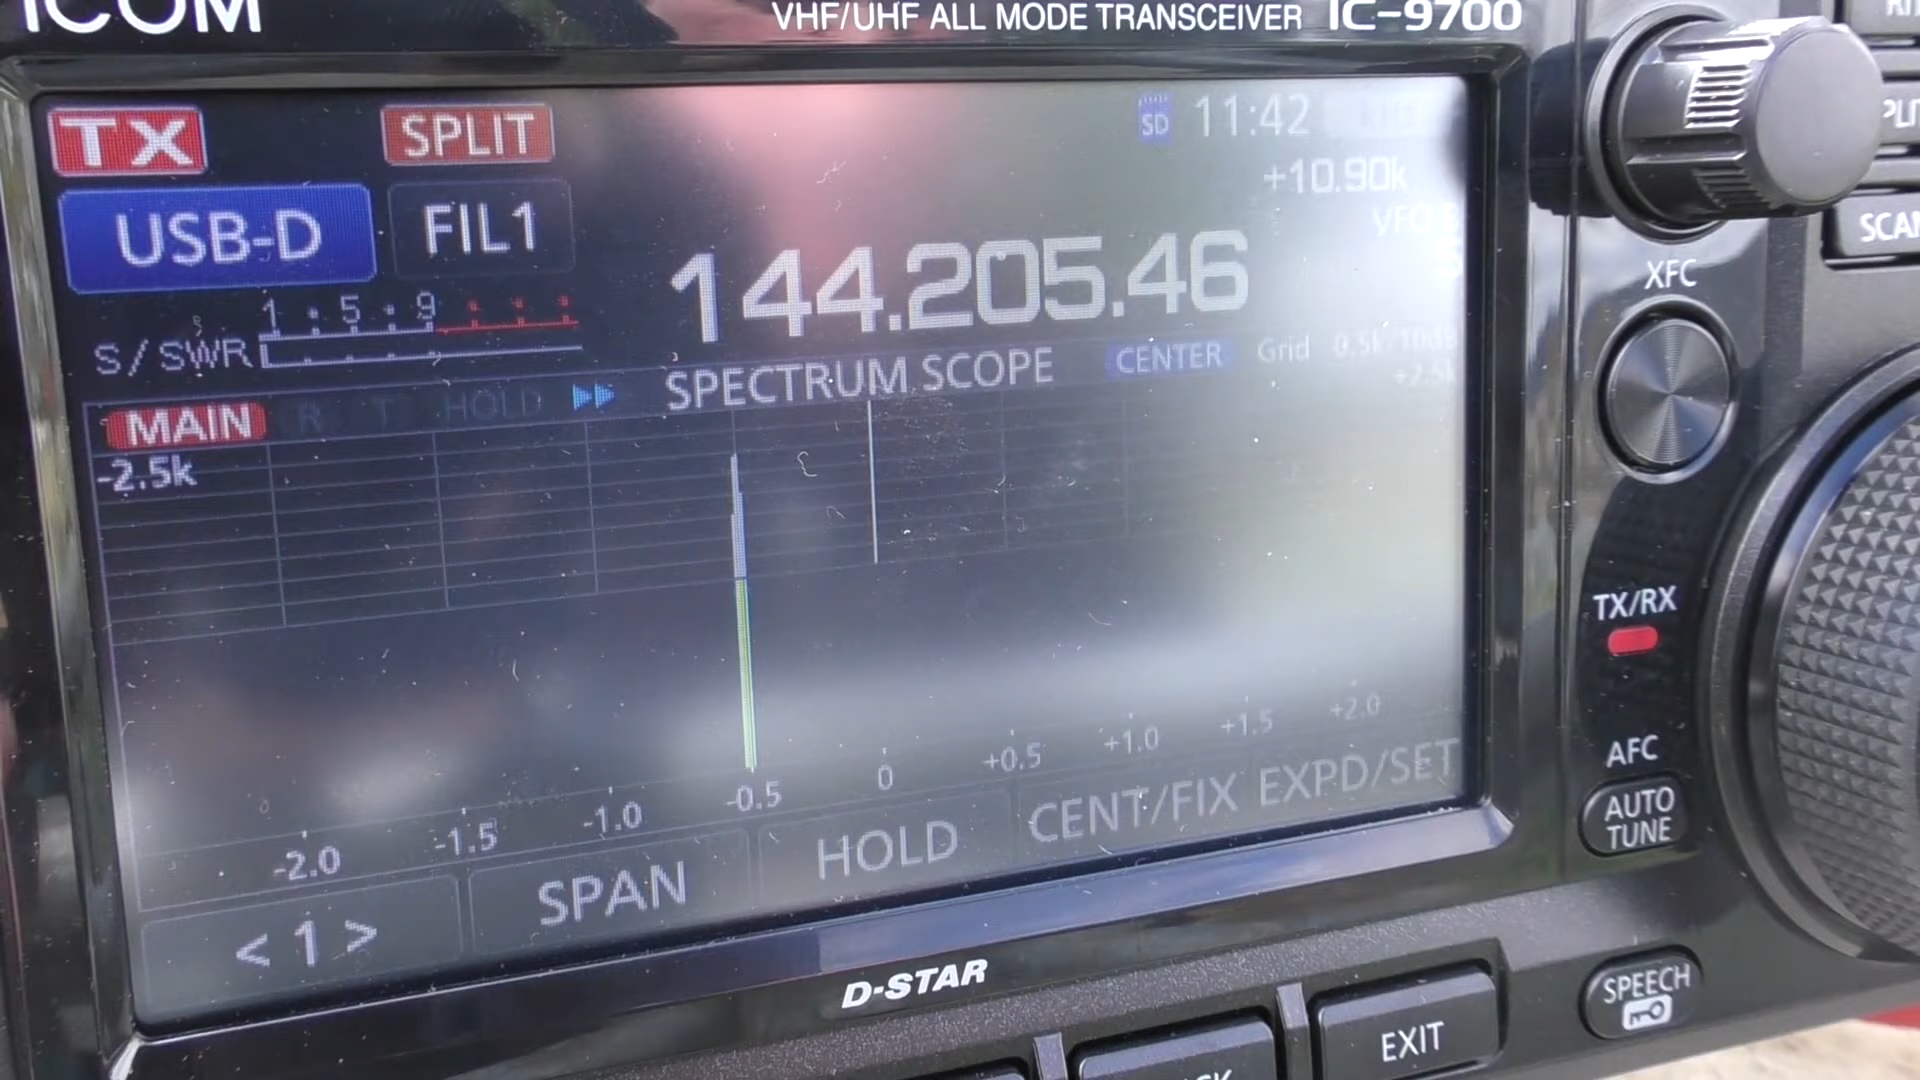 ICOM
VHF/UHF ALL MODE TRANSCEIVER IC-9700
TX SPLIT SD 11:42
+10.90k
USB-D FIL1
144.205.46
1 5 9
S/SWR
SPECTRUM SCOPE CENTER Grid
MAIN HOLD
-2.5k
-2.0 -1.5 -1.0 -0.5 0 +0.5 +1.0 +1.5 +2.0
< 1 > SPAN HOLD CENT/FIX EXPD/SET
D-STAR
XFC
TX/RX
AFC
AUTO
TUNE
SPEECH
EXIT